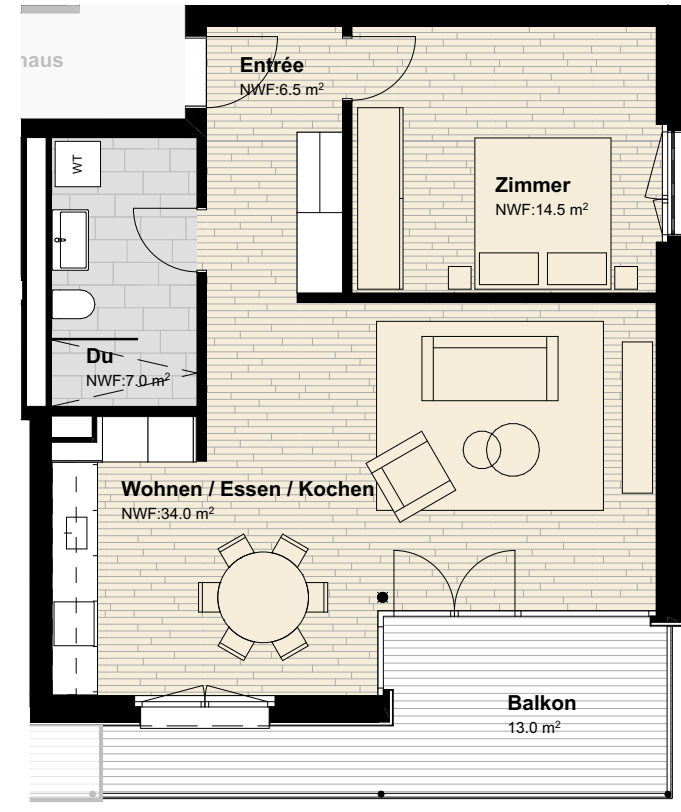 haus
Entrée
NWF:6.5 m²
WT
Zimmer
NWF:14.5 m²
Du
NWF:7.0 m²
Wohnen / Essen / Kochen
NWF:34.0 m²
Balkon
13.0 m²